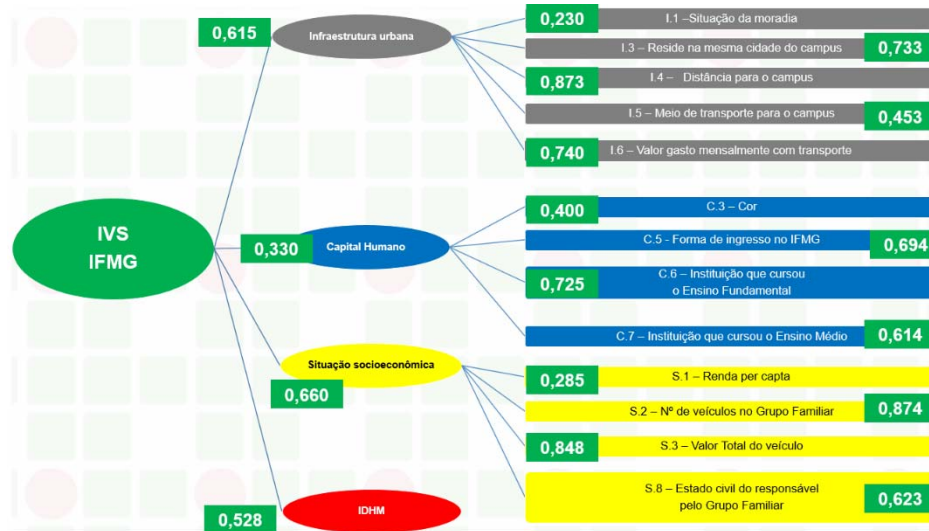 0,615
Infraestrutura urbana
0,230
I.1 –Situação da moradia
I.3 – Reside na mesma cidade do campus
0,733
0,873
I.4 – Distância para o campus
I.5 – Meio de transporte para o campus
0,453
0,740
I.6 – Valor gasto mensalmente com transporte
IVS
IFMG
0,330
Capital Humano
0,400
C.3 – Cor
C.5 - Forma de ingresso no IFMG
0,694
0,725
C.6 – Instituição que cursou
o Ensino Fundamental
C.7 – Instituição que cursou o Ensino Médio
0,614
Situação socioeconômica
0,660
0,285
S.1 – Renda per capta
S.2 – Nº de veículos no Grupo Familiar
0,874
0,848
S.3 – Valor Total do veículo
S.8 – Estado civil do responsável
pelo Grupo Familiar
0,623
0,528
IDHM